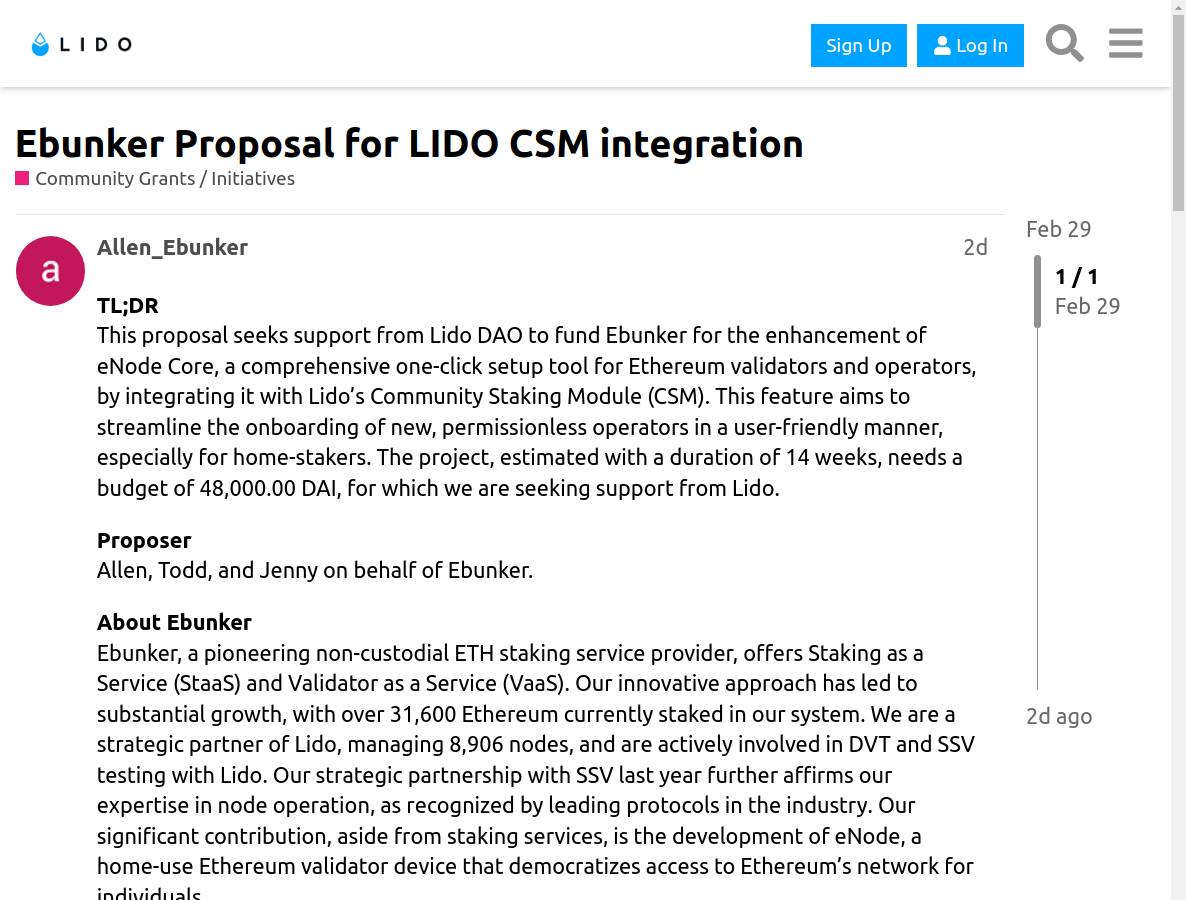 LIDO
Sign Up
Log In
Ebunker Proposal for LIDO CSM integration
Community Grants / Initiatives
Feb 29
a
Allen_Ebunker
2d
1 / 1
Feb 29
TL;DR
This proposal seeks support from Lido DAO to fund Ebunker for the enhancement of
eNode Core, a comprehensive one-click setup tool for Ethereum validators and operators,
by integrating it with Lido’s Community Staking Module (CSM). This feature aims to
streamline the onboarding of new, permissionless operators in a user-friendly manner,
especially for home-stakers. The project, estimated with a duration of 14 weeks, needs a
budget of 48,000.00 DAI, for which we are seeking support from Lido.
Proposer
Allen, Todd, and Jenny on behalf of Ebunker.
About Ebunker
Ebunker, a pioneering non-custodial ETH staking service provider, offers Staking as a
Service (StaaS) and Validator as a Service (VaaS). Our innovative approach has led to
substantial growth, with over 31,600 Ethereum currently staked in our system. We are a
strategic partner of Lido, managing 8,906 nodes, and are actively involved in DVT and SSV
testing with Lido. Our strategic partnership with SSV last year further affirms our
expertise in node operation, as recognized by leading protocols in the industry. Our
significant contribution, aside from staking services, is the development of eNode, a
home-use Ethereum validator device that democratizes access to Ethereum’s network for
individuals.
2d ago